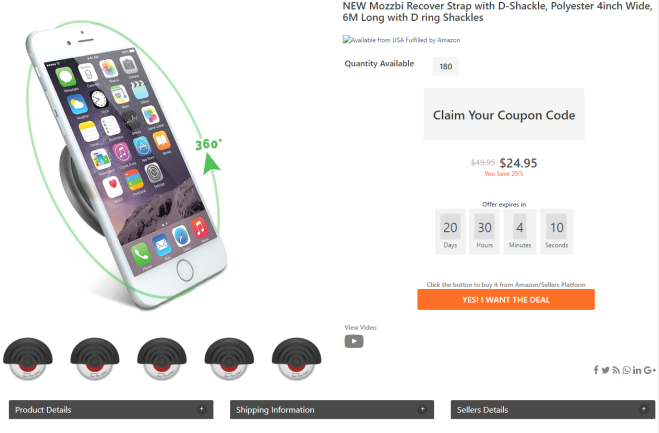 NEW Mozzbi Recover Strap with D-Shackle, Polyester 4inch Wide,
6M Long with D ring Shackles
Available from USA Fulfilled by Amazon
Quantity Available 180
Claim Your Coupon Code
360°
$49.95 $24.95
You Save 25%
Offer expires in
20 30 4 10
Days Hours Minutes Seconds
Click the button to buy it from Amazon/Sellers Platform
YES! I WANT THE DEAL
View Video
Product Details + Shipping Information + Sellers Details +